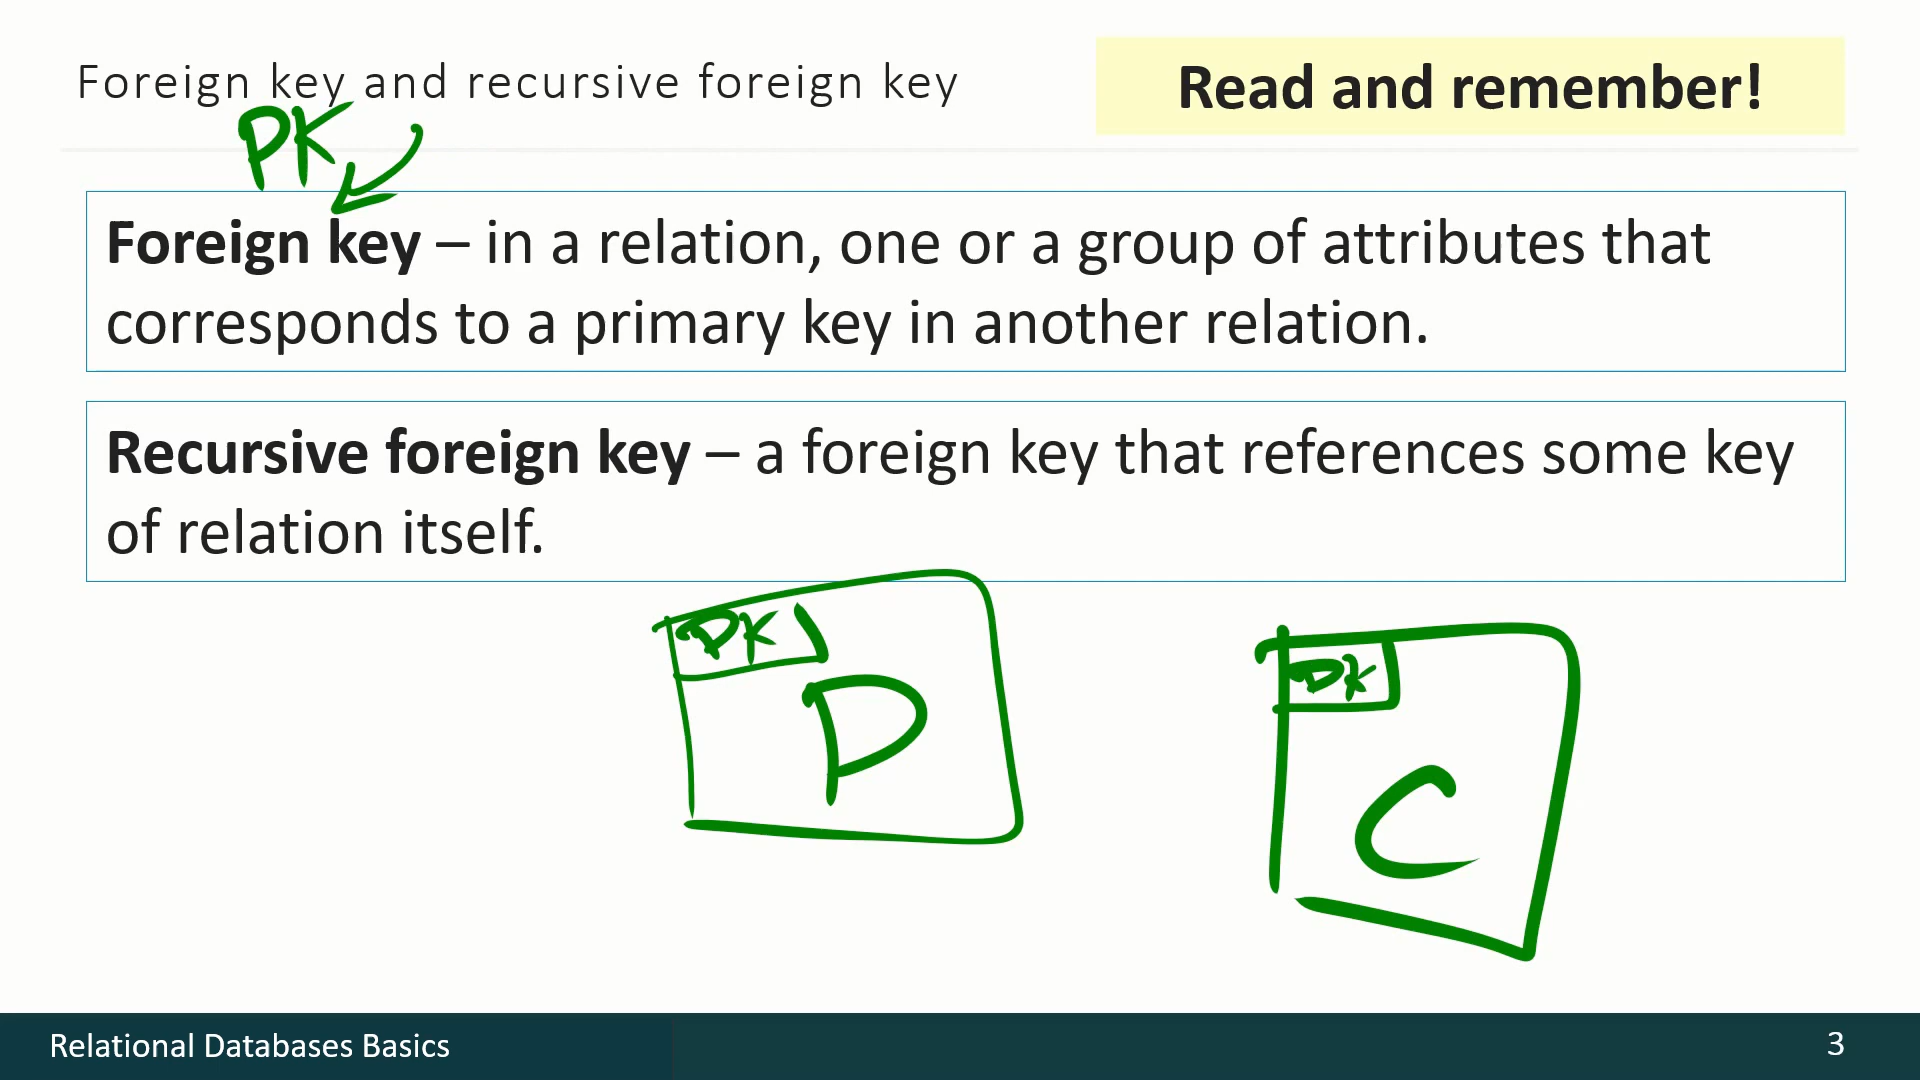 Foreign key and recursive foreign key
Read and remember!
PK
Foreign key – in a relation, one or a group of attributes that
corresponds to a primary key in another relation.
Recursive foreign key – a foreign key that references some key
of relation itself.
PK
D
PK
C
Relational Databases Basics
3